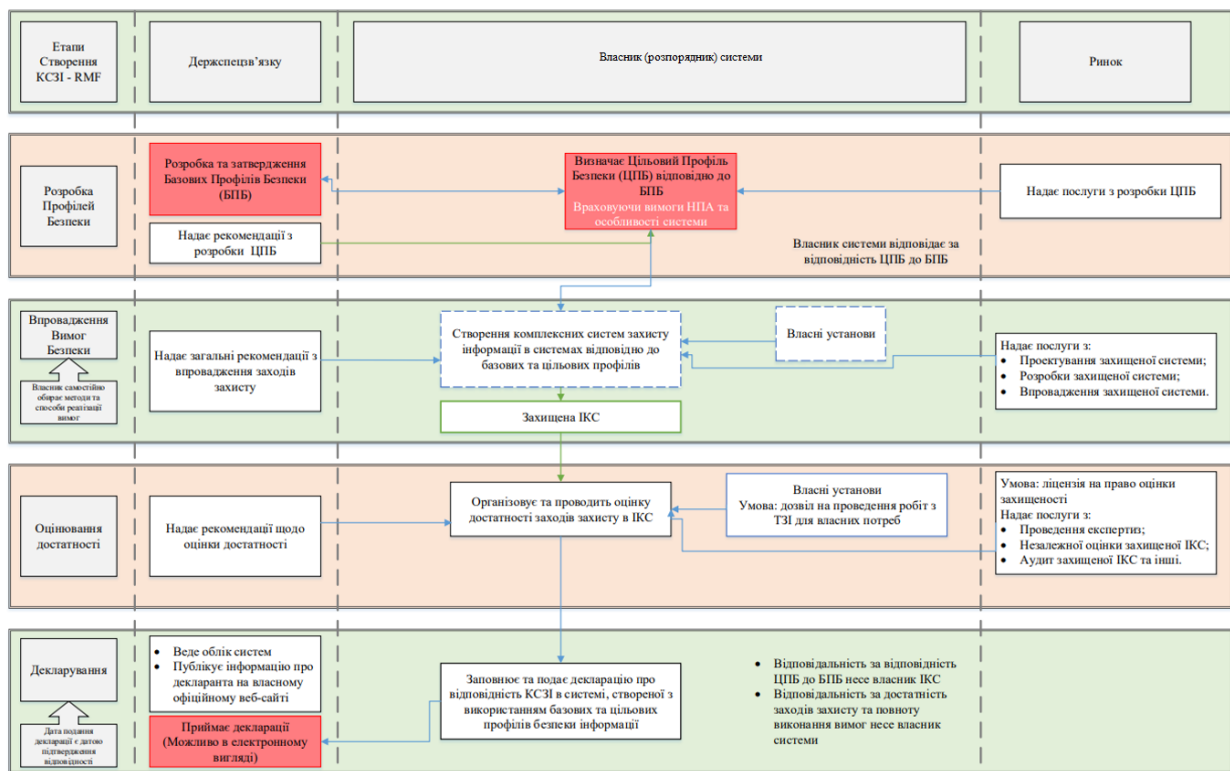 Етапи
Створення
КСЗІ - RMF
Держспецзв’язку
Власник (розпорядник) системи
Ринок
Розробка
Профілей
Безпеки
Розробка та затвердження
Базових Профілів Безпеки
(БПБ)
Надає рекомендації з
розробки ЦПБ
Визначає Цільовий Профіль
Безпеки (ЦПБ) відповідно до
БПБ
Враховуючи вимоги НПА та
особливості системи
Надає послуги з розробки ЦПБ
Власник системи відповідає за
відповідність ЦПБ до БПБ
Впровадження
Вимог
Безпеки
Власник самостійно
обирає методи та
способи реалізації
вимог
Надає загальні рекомендації з
впровадження заходів
захисту
Створення комплексних систем захисту
інформації в системах відповідно до
базових та цільових профілів
Власні установи
Надає послуги з:
• Проектування захищеної системи;
• Розробки захищеної системи;
• Впровадження захищеної системи.
Захищена ІКС
Оцінювання
достатності
Надає рекомендації щодо
оцінки достатності
Організовує та проводить оцінку
достатності заходів захисту в ІКС
Власні установи
Умова: дозвіл на проведення робіт з
ТЗІ для власних потреб
Умова: ліцензія на право оцінки
захищеності
Надає послуги з:
• Проведення експертиз;
• Незалежної оцінки захищеної ІКС;
• Аудит захищеної ІКС та інші.
Декларування
Дата подання
декларації є датою
підтвердження
відповідності
• Веде облік систем
• Публікує інформацію про
декларанта на власному
офіційному веб-сайті
Приймає декларації
(Можливо в електронному
вигляді)
Заповнює та подає декларацію про
відповідність КСЗІ в системі, створеної з
використанням базових та цільових
профілів безпеки інформації
• Відповідальність за відповідність
ЦПБ до БПБ несе власник ІКС
• Відповідальність за достатність
заходів захисту та повноту
виконання вимог несе власник
системи